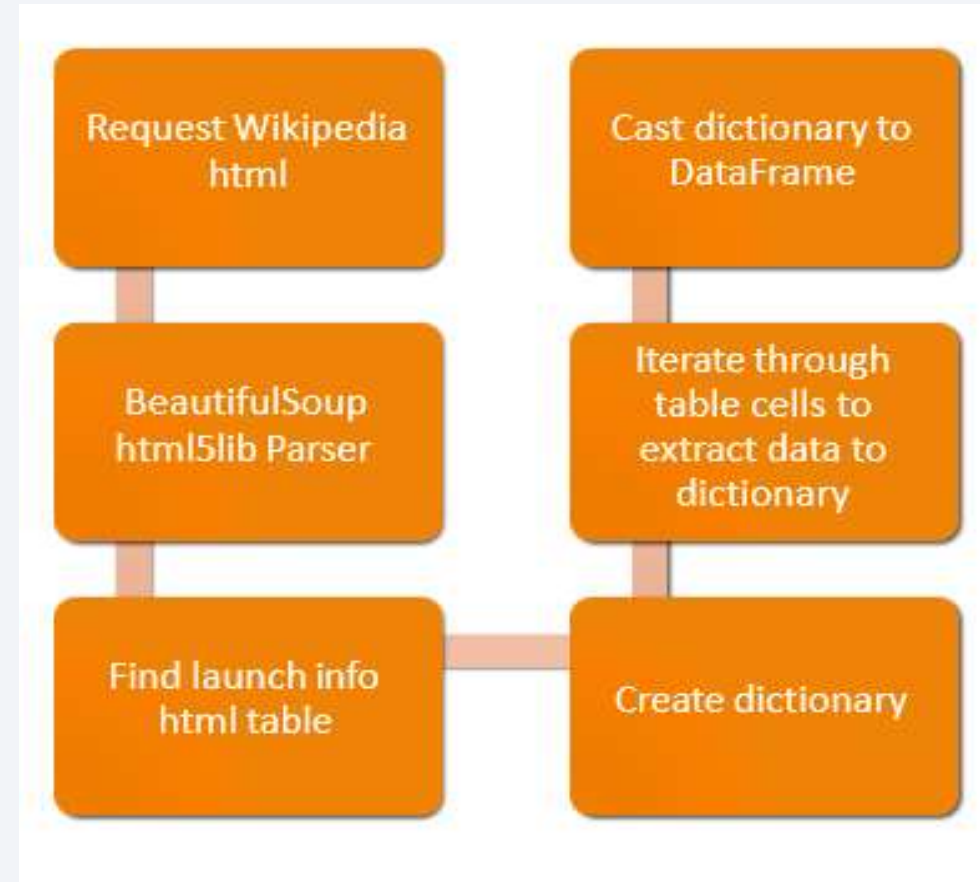 Request Wikipedia
html
BeautifulSoup
html5lib Parser
Find launch info
html table
Create dictionary
Iterate through
table cells to
extract data to
dictionary
Cast dictionary to
DataFrame